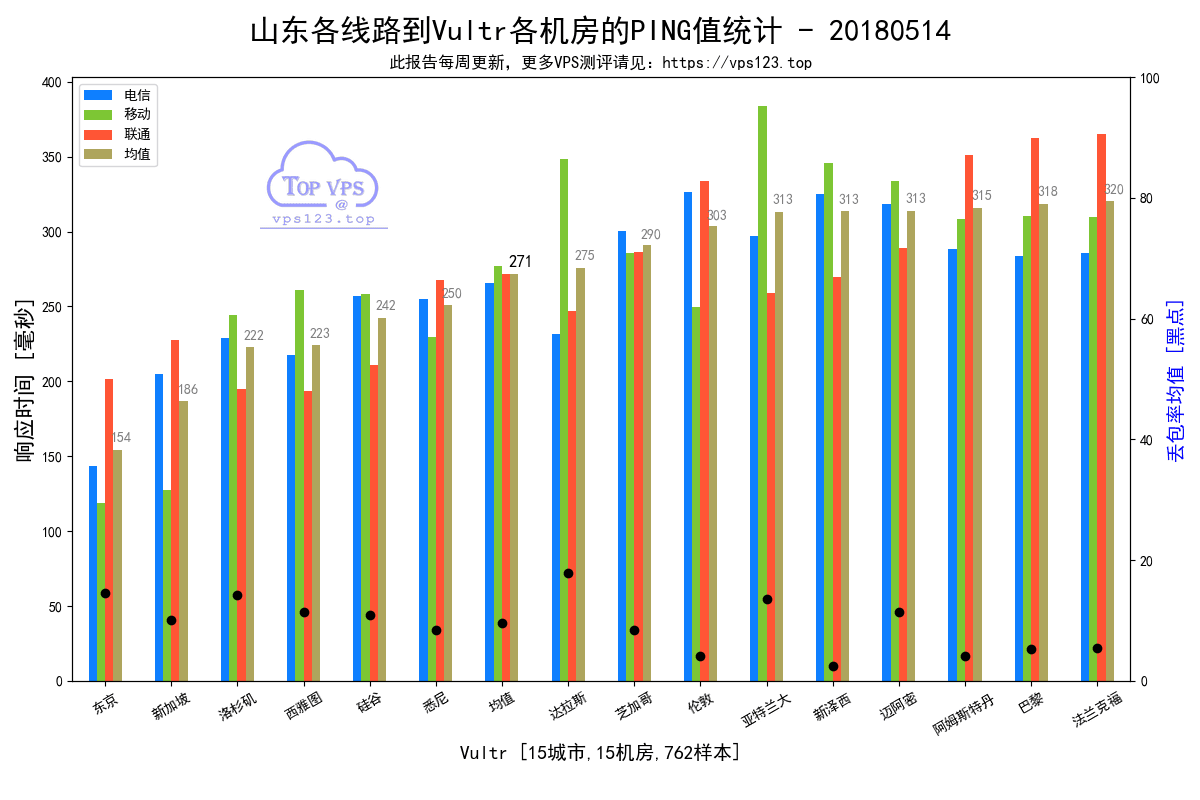 山东各线路到Vultr各机房的PING值统计 - 20180514
此报告每周更新，更多VPS测评请见：https://vps123.top
电信
移动
联通
均值
TOP VPS
@
vps123.top
响应时间 [毫秒]
400
350
300
250
200
150
100
50
0
154
186
222
223
242
250
271
275
290
303
313
313
313
315
318
320
100
80
60
40
20
0
丢包率均值 [黑点]
东京
新加坡
洛杉矶
西雅图
硅谷
悉尼
均值
达拉斯
芝加哥
伦敦
亚特兰大
新泽西
迈阿密
阿姆斯特丹
巴黎
法兰克福
Vultr [15城市,15机房,762样本]